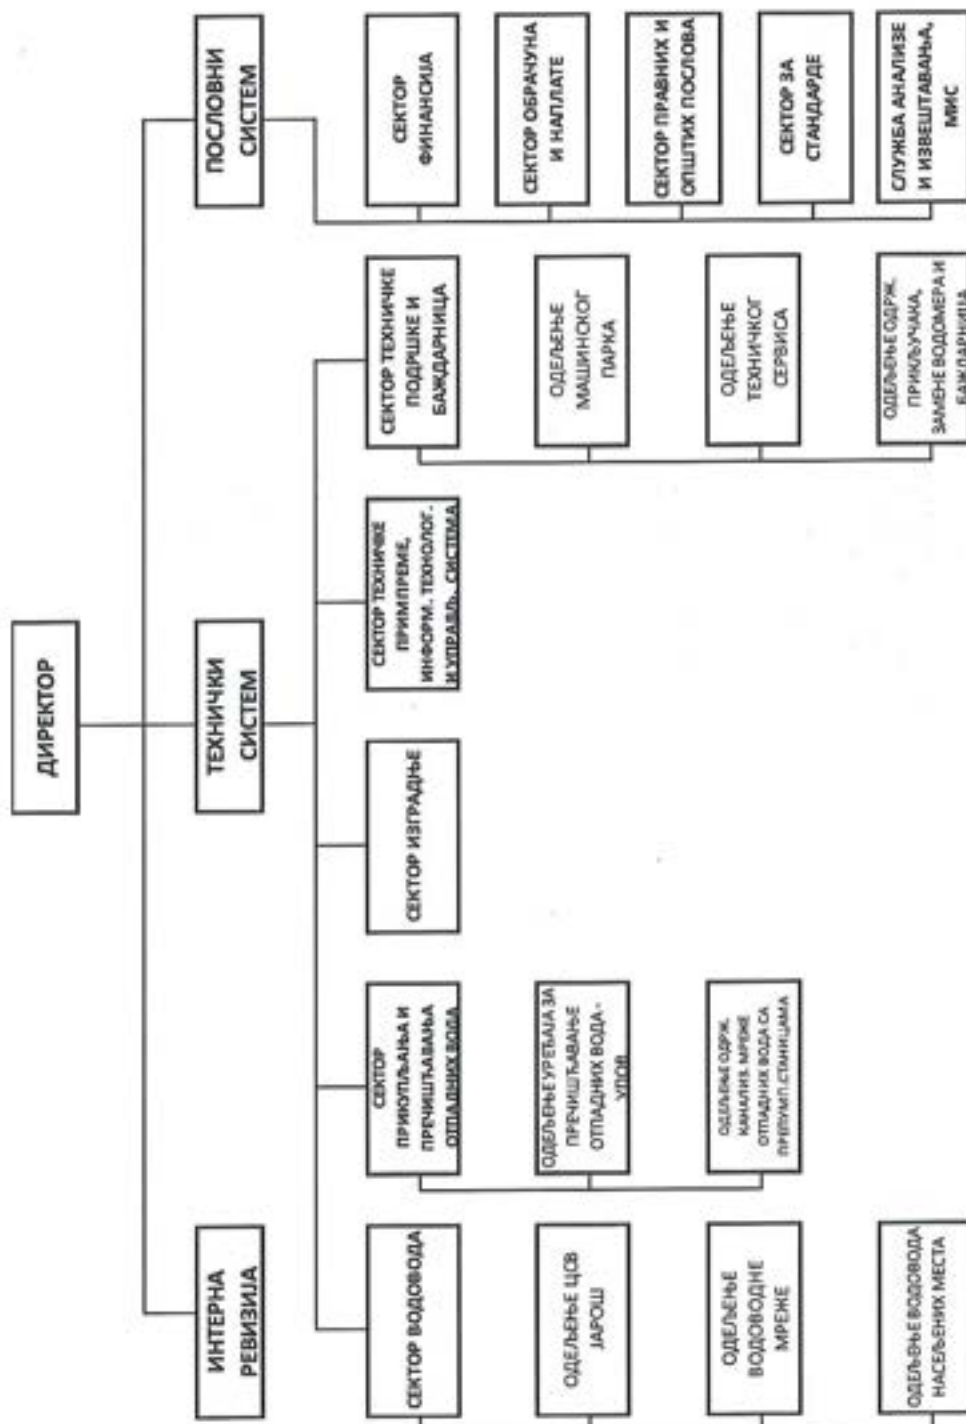 ДИРЕКТОР
ИНТЕРНА
РЕВИЗИЈА
ТЕХНИЧКИ
СИСТЕМ
ПОСЛОВНИ
СИСТЕМ
СЕКТОР ВОДОВОДА
ОДЕЉЕЊЕ ЦСВ
ЈАРОШ
ОДЕЉЕЊЕ
ВОДОВОДНЕ
МРЕЖЕ
ОДЕЉЕЊЕ ВОДОВОДА
НАСЕЉЕНИХ МЕСТА
СЕКТОР
ПРИКУПЉАЊА И
ПРЕЧИШЋАВАЊА
ОТПАДНИХ ВОДА
ОДЕЉЕЊЕ УРЕЂАЈА ЗА
ПРЕЧИШЋАВАЊЕ
ОТПАДНИХ ВОДА -
УПОВ
ОДЕЉЕЊЕ ОДРЖ.
КАНАЛИЗ. МРЕЖЕ
ОТПАДНИХ ВОДА СА
ПРЕПУМП.СТАНИЦАМА
СЕКТОР ИЗГРАДЊЕ
СЕКТОР ТЕХНИЧКЕ
ПРИМПРЕМЕ,
ИНФОРМ. ТЕХНОЛОГ.
И УПРАВЉ. СИСТЕМА
СЕКТОР ТЕХНИЧКЕ
ПОДРШКЕ И
БАЖДАРНИЦА
ОДЕЉЕЊЕ
МАШИНСКОГ
ПАРКА
ОДЕЉЕЊЕ
ТЕХНИЧКОГ
СЕРВИСА
ОДЕЉЕЊЕ ОДРЖ.
ПРИКЉУЧАКА,
ЗАМЕНЕ ВОДОМЕРА И
БАЖДАРНИЦА
СЕКТОР
ФИНАНСИЈА
СЕКТОР ОБРАЧУНА
И НАПЛАТЕ
СЕКТОР ПРАВНИХ И
ОПШТИХ ПОСЛОВА
СЕКТОР ЗА
СТАНДАРДЕ
СЛУЖБА АНАЛИЗЕ
И ИЗВЕШТАВАЊА,
МИС